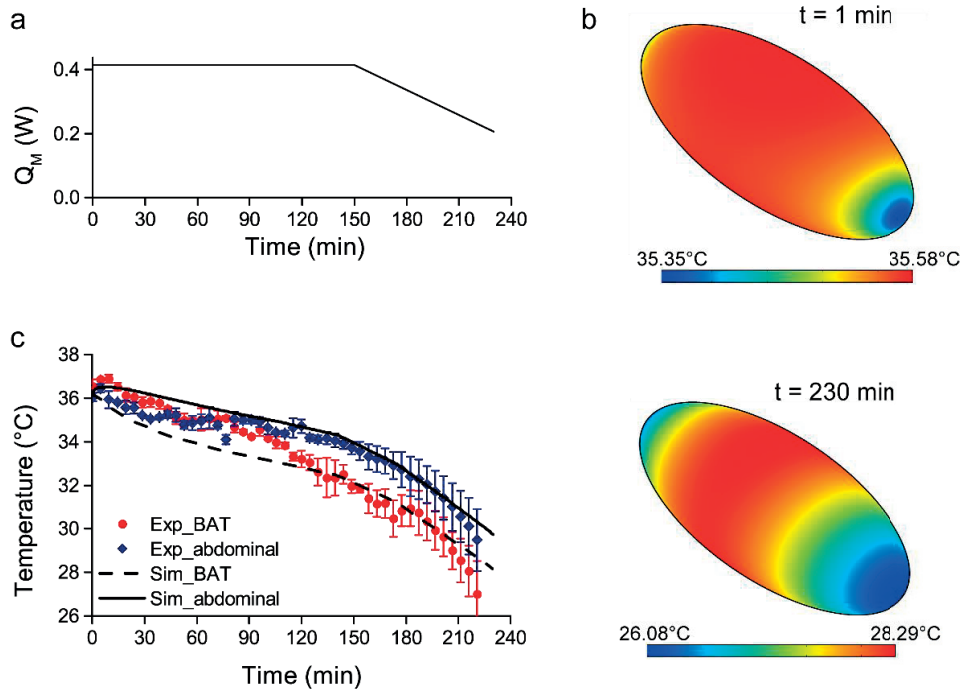 a
0.4
0.2
0.0
Q_M (W)
0 30 60 90 120 150 180 210 240
Time (min)
b
t = 1 min
35.35°C 35.58°C
t = 230 min
26.08°C 28.29°C
c
38
36
34
32
30
28
26
Temperature (°C)
Exp_BAT
Exp_abdominal
Sim_BAT
Sim_abdominal
0 30 60 90 120 150 180 210 240
Time (min)